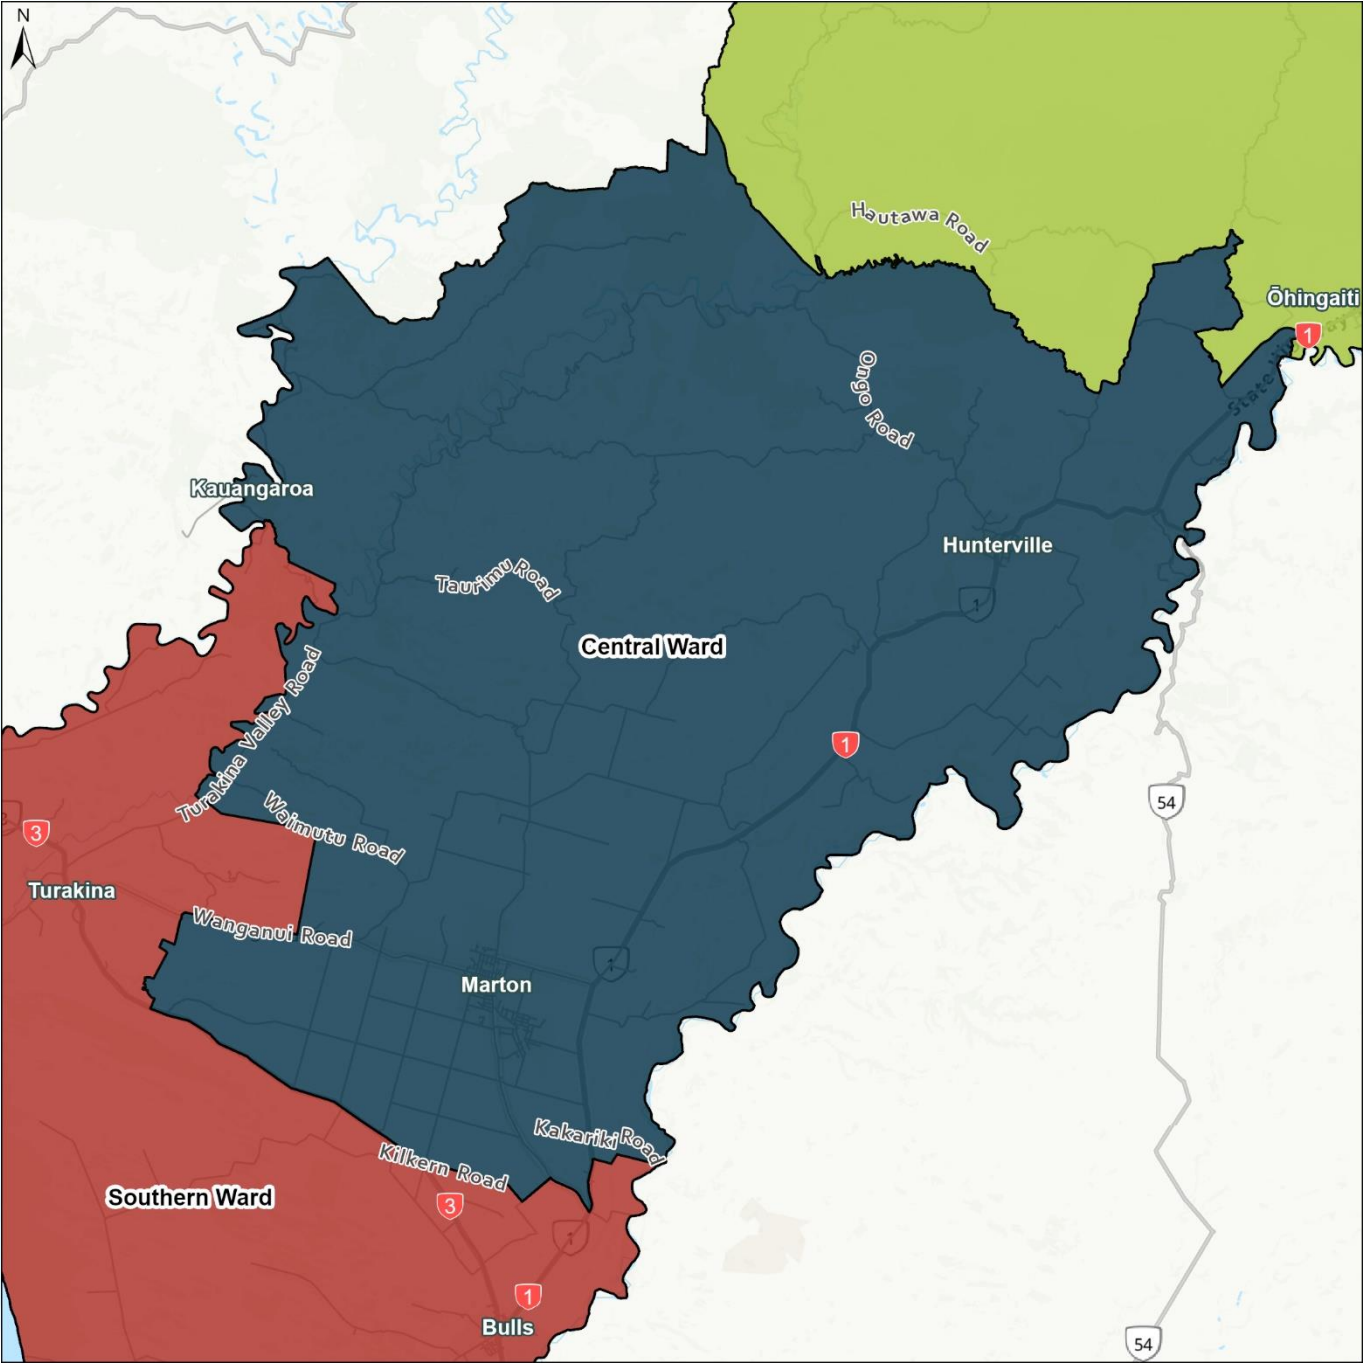 N
Hautawa Road
Ōhingaiti
1
Ongo Road
Kauangaroa
Hunterville
Taurimu Road
1
Central Ward
Turakina Valley Road
1
54
Waimutu Road
3
Turakina
Wanganui Road
1
Marton
Kakariki Road
Kilkern Road
Southern Ward
3
1
1
Bulls
54